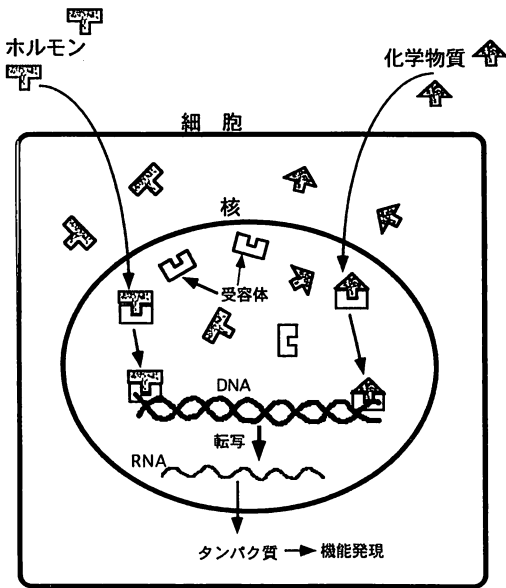 ホルモン
化学物質
細胞
核
受容体
DNA
転写
RNA
タンパク質 → 機能発現